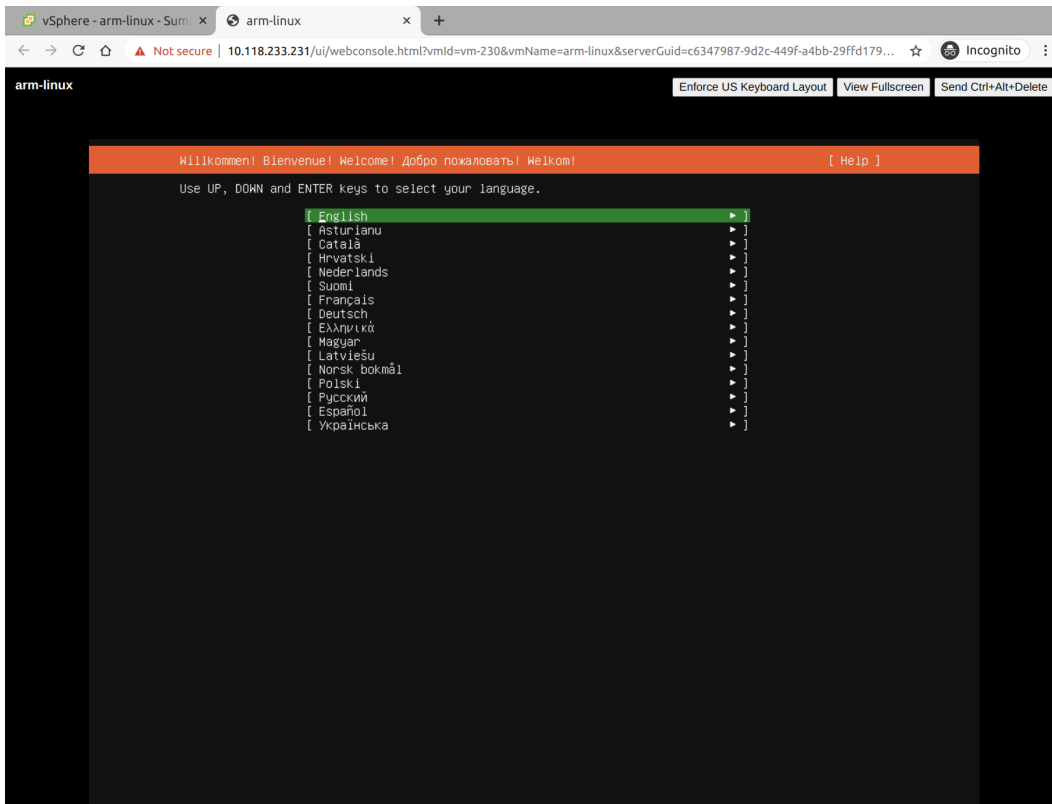 vSphere - arm-linux - Sum
arm-linux
Not secure | 10.118.233.231/ui/webconsole.html?vmId=vm-230&vmName=arm-linux&serverGuid=c6347987-9d2c-449f-a4bb-29ffd179...
Incognito
arm-linux
Enforce US Keyboard Layout
View Fullscreen
Send Ctrl+Alt+Delete
Willkommen! Bienvenue! Welcome! Добро пожаловать! Welkom! [ Help ]
Use UP, DOWN and ENTER keys to select your language.
[ English ► ]
[ Asturianu ► ]
[ Català ► ]
[ Hrvatski ► ]
[ Nederlands ► ]
[ Suomi ► ]
[ Français ► ]
[ Deutsch ► ]
[ Ελληνικά ► ]
[ Magyar ► ]
[ Latviešu ► ]
[ Norsk bokmål ► ]
[ Polski ► ]
[ Русский ► ]
[ Español ► ]
[ Українська ► ]